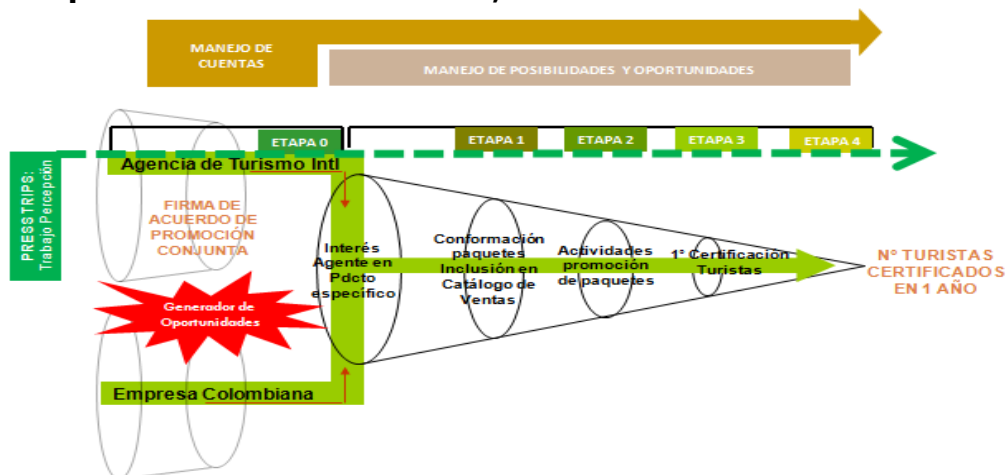 MANEJO DE
CUENTAS
MANEJO DE POSIBILIDADES Y OPORTUNIDADES
ETAPA 0
ETAPA 1
ETAPA 2
ETAPA 3
ETAPA 4
PRESS TRIPS:
Trabajo Percepción
Agencia de Turismo Intl
FIRMA DE
ACUERDO DE
PROMOCIÓN
CONJUNTA
Interés
Agente en
Pdcto
específico
Conformación
paquetes
Inclusión en
Catálogo de
Ventas
Actividades
promoción
de paquetes
1º Certificación
Turistas
Nº TURISTAS
CERTIFICADOS
EN 1 AÑO
Generador de
Oportunidades
Empresa Colombiana